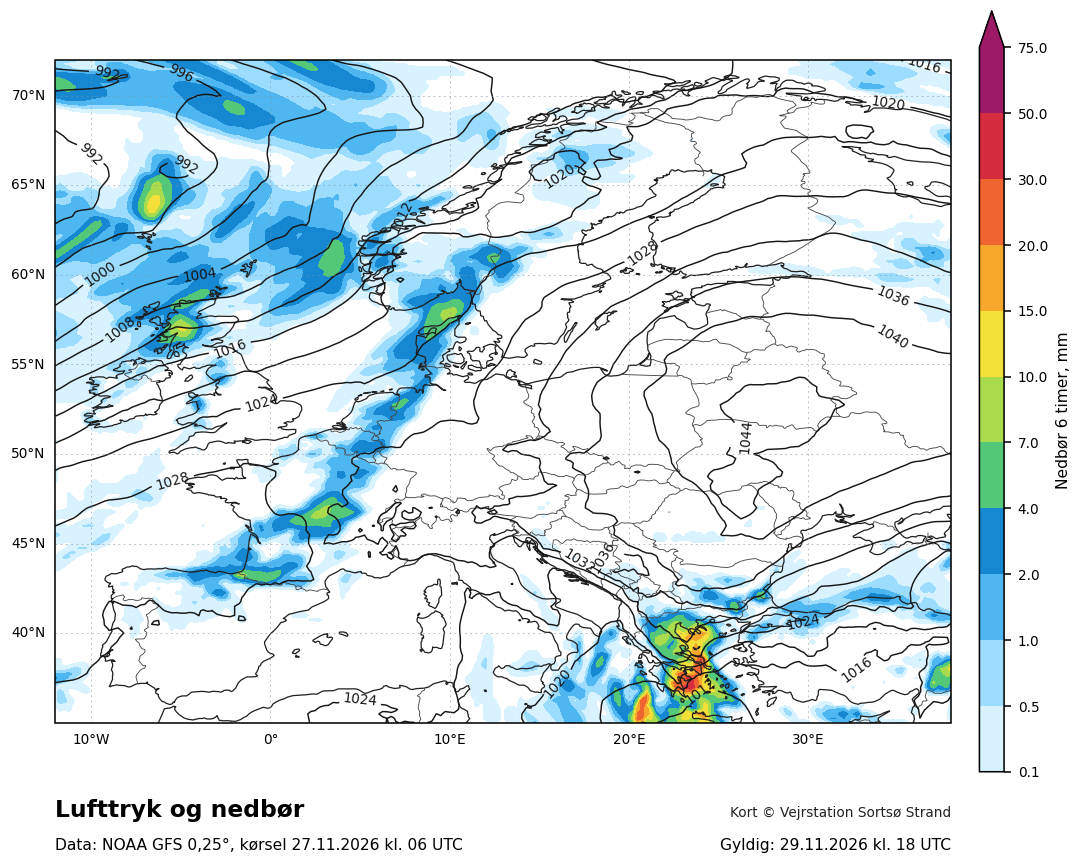 992
996
1016
1020
992
992
1020
1012
1028
1000
1004
1036
1008
1016
1040
1024
1044
1028
1032
1036
1024
1016
1020
1012
1024
70°N
65°N
60°N
55°N
50°N
45°N
40°N
10°W
0°
10°E
20°E
30°E
75.0
50.0
30.0
20.0
15.0
10.0
7.0
4.0
2.0
1.0
0.5
0.1
Nedbør 6 timer, mm
Lufttryk og nedbør
Kort © Vejrstation Sortsø Strand
Data: NOAA GFS 0,25°, kørsel 27.11.2026 kl. 06 UTC
Gyldig: 29.11.2026 kl. 18 UTC